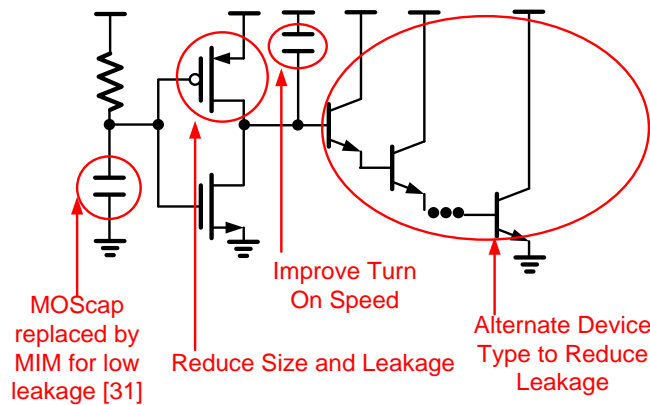 Improve Turn
On Speed
MOScap
replaced by
MIM for low
leakage [31]
Reduce Size and Leakage
Alternate Device
Type to Reduce
Leakage